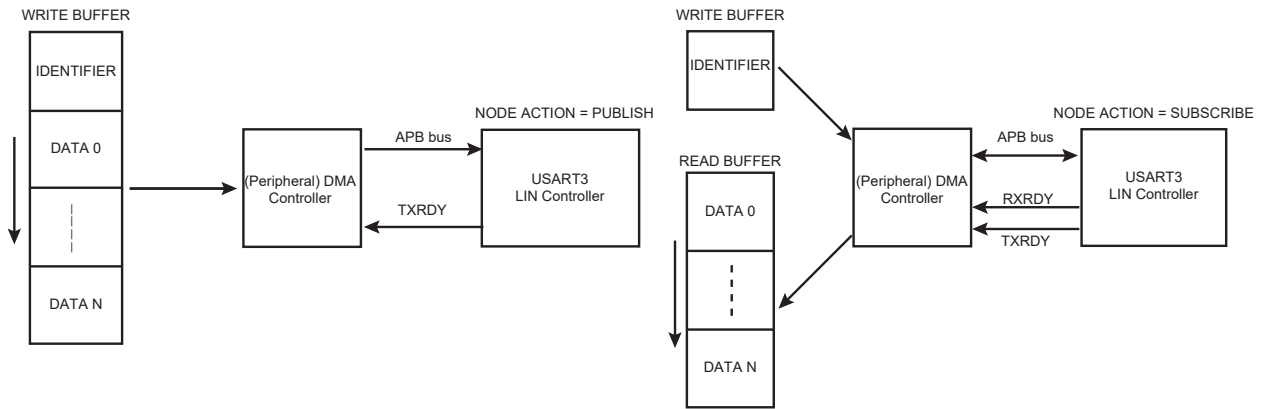 WRITE BUFFER
IDENTIFIER
DATA 0
DATA N
(Peripheral) DMA
Controller
APB bus
TXRDY
NODE ACTION = PUBLISH
USART3
LIN Controller
WRITE BUFFER
IDENTIFIER
READ BUFFER
DATA 0
DATA N
(Peripheral) DMA
Controller
APB bus
RXRDY
TXRDY
NODE ACTION = SUBSCRIBE
USART3
LIN Controller